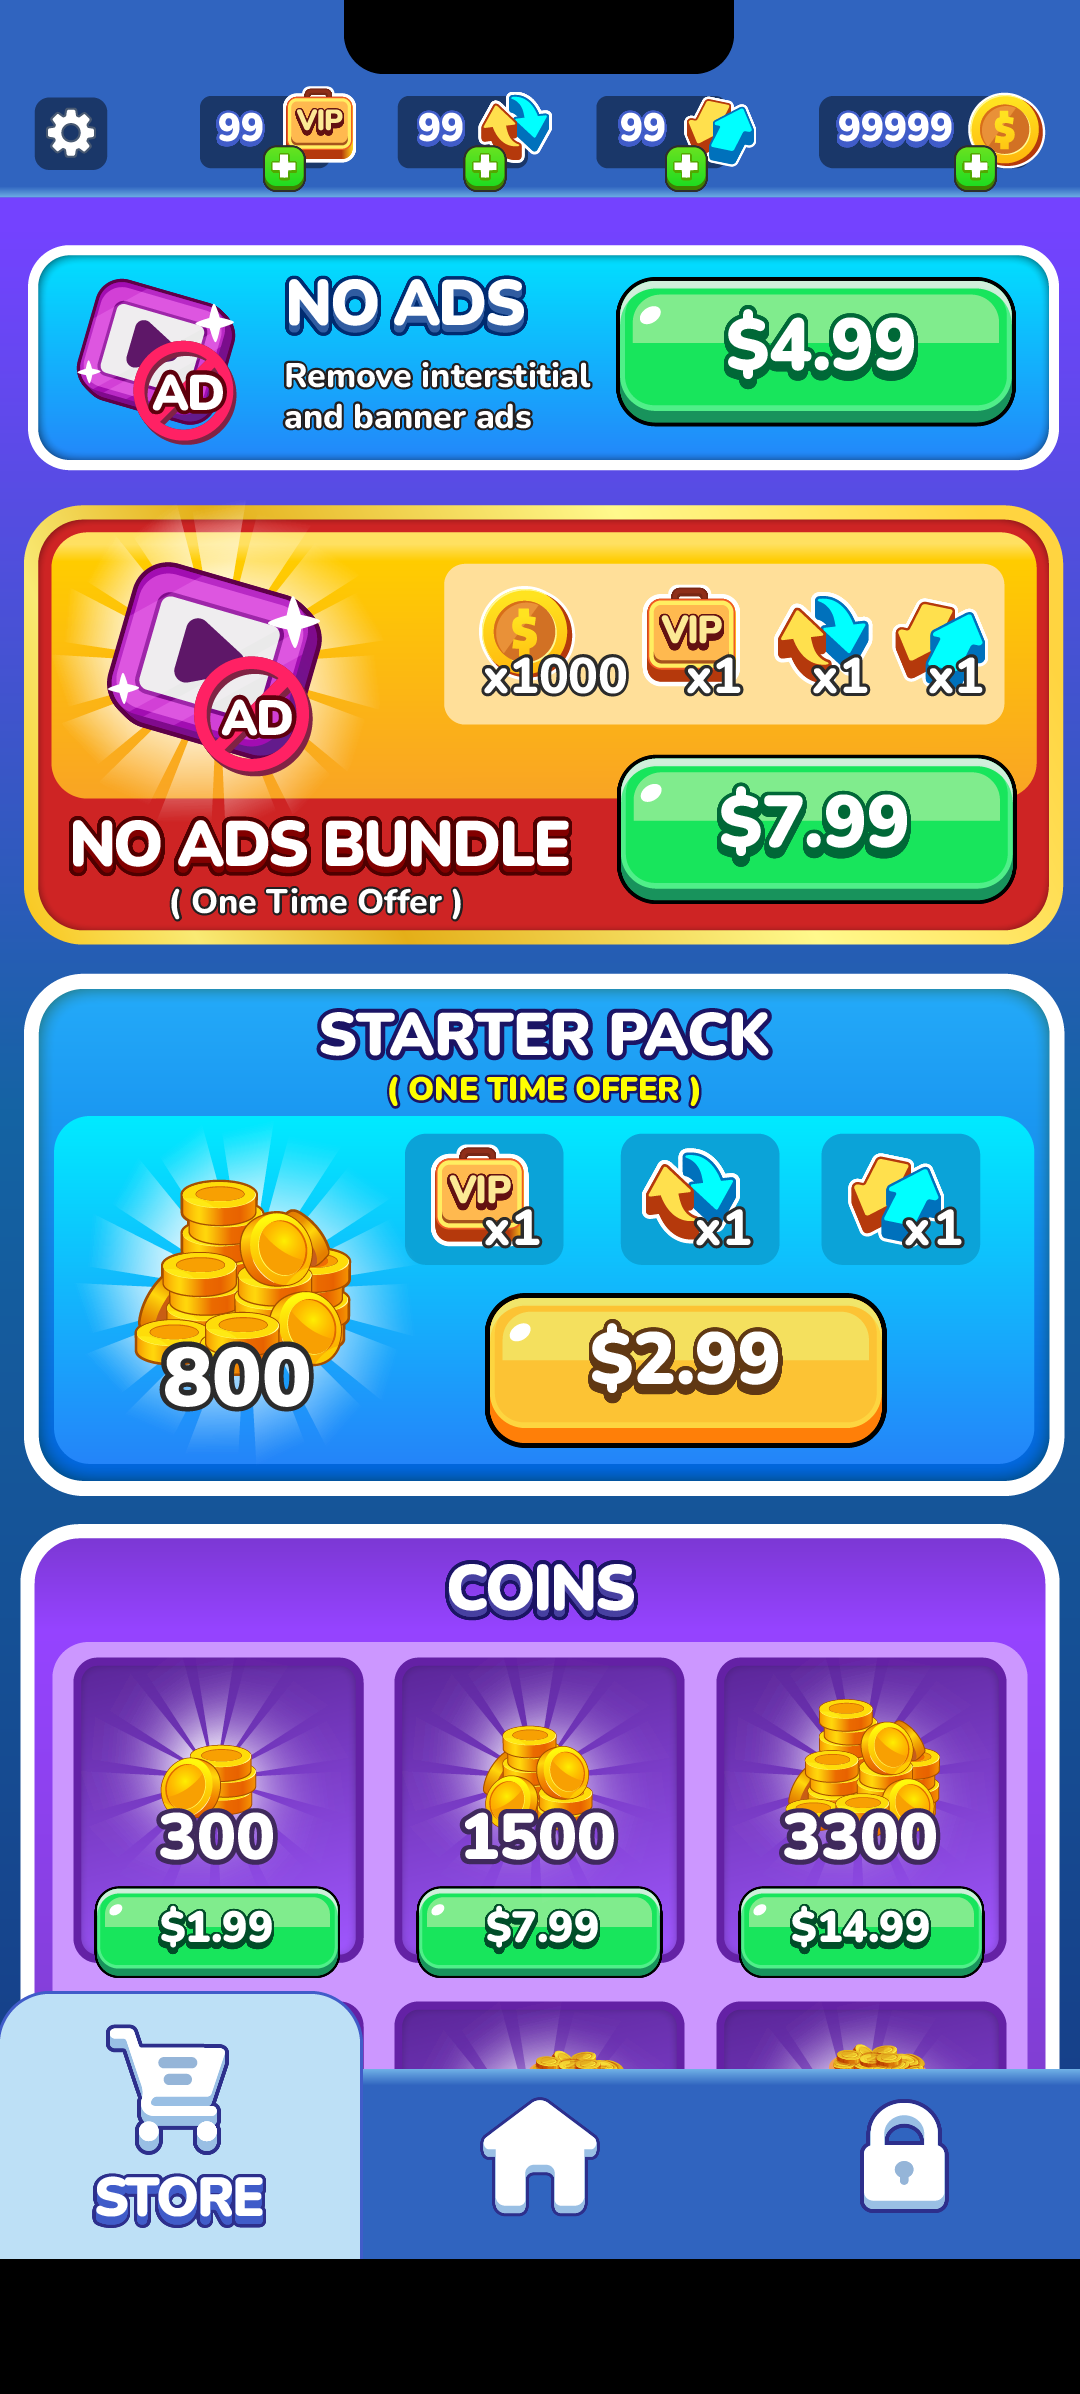 99 VIP 99 99 99999 $
NO ADS
Remove interstitial
and banner ads
AD
$4.99
AD
$ x1000 VIP x1 x1 x1
NO ADS BUNDLE
( One Time Offer )
$7.99
STARTER PACK
( ONE TIME OFFER )
VIP x1 x1 x1
800
$2.99
COINS
300 1500 3300
$1.99 $7.99 $14.99
STORE